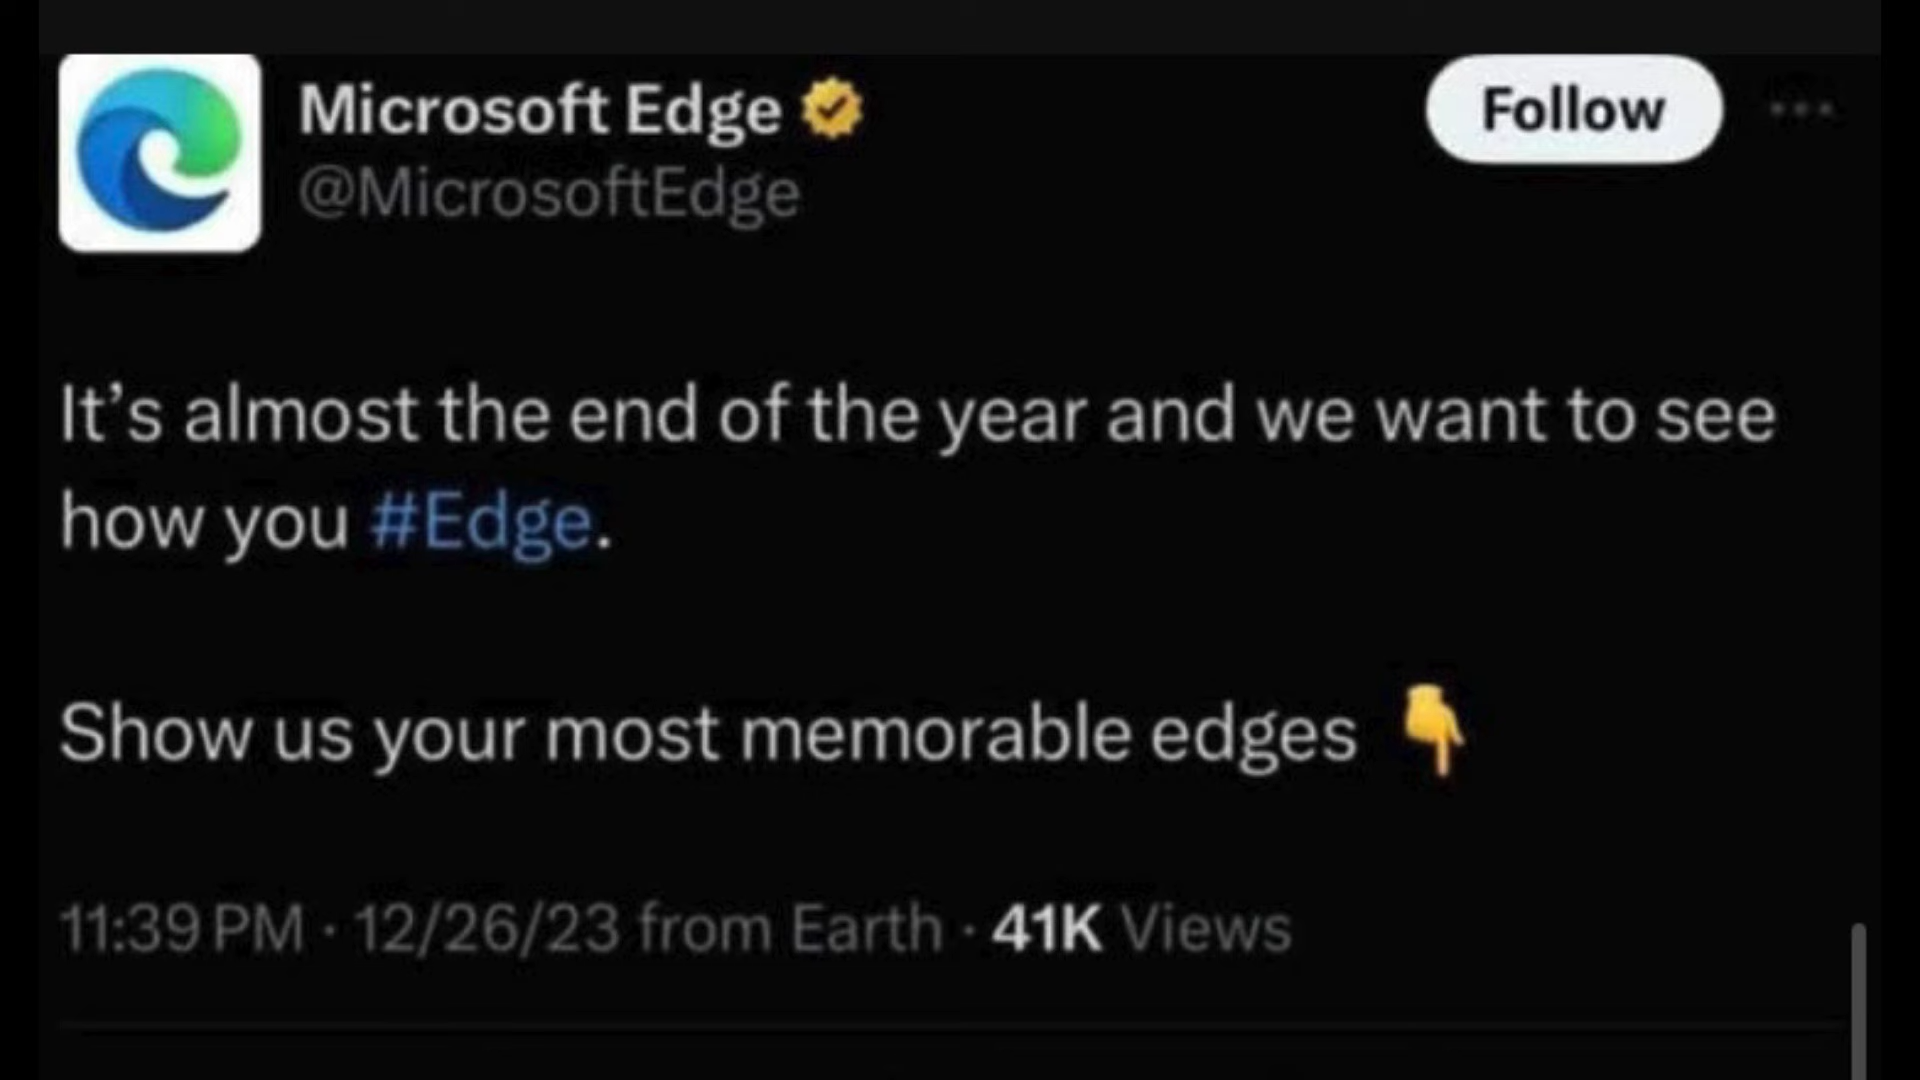 Microsoft Edge
Follow
@MicrosoftEdge
It’s almost the end of the year and we want to see
how you #Edge.
Show us your most memorable edges 👇
11:39 PM · 12/26/23 from Earth · 41K Views